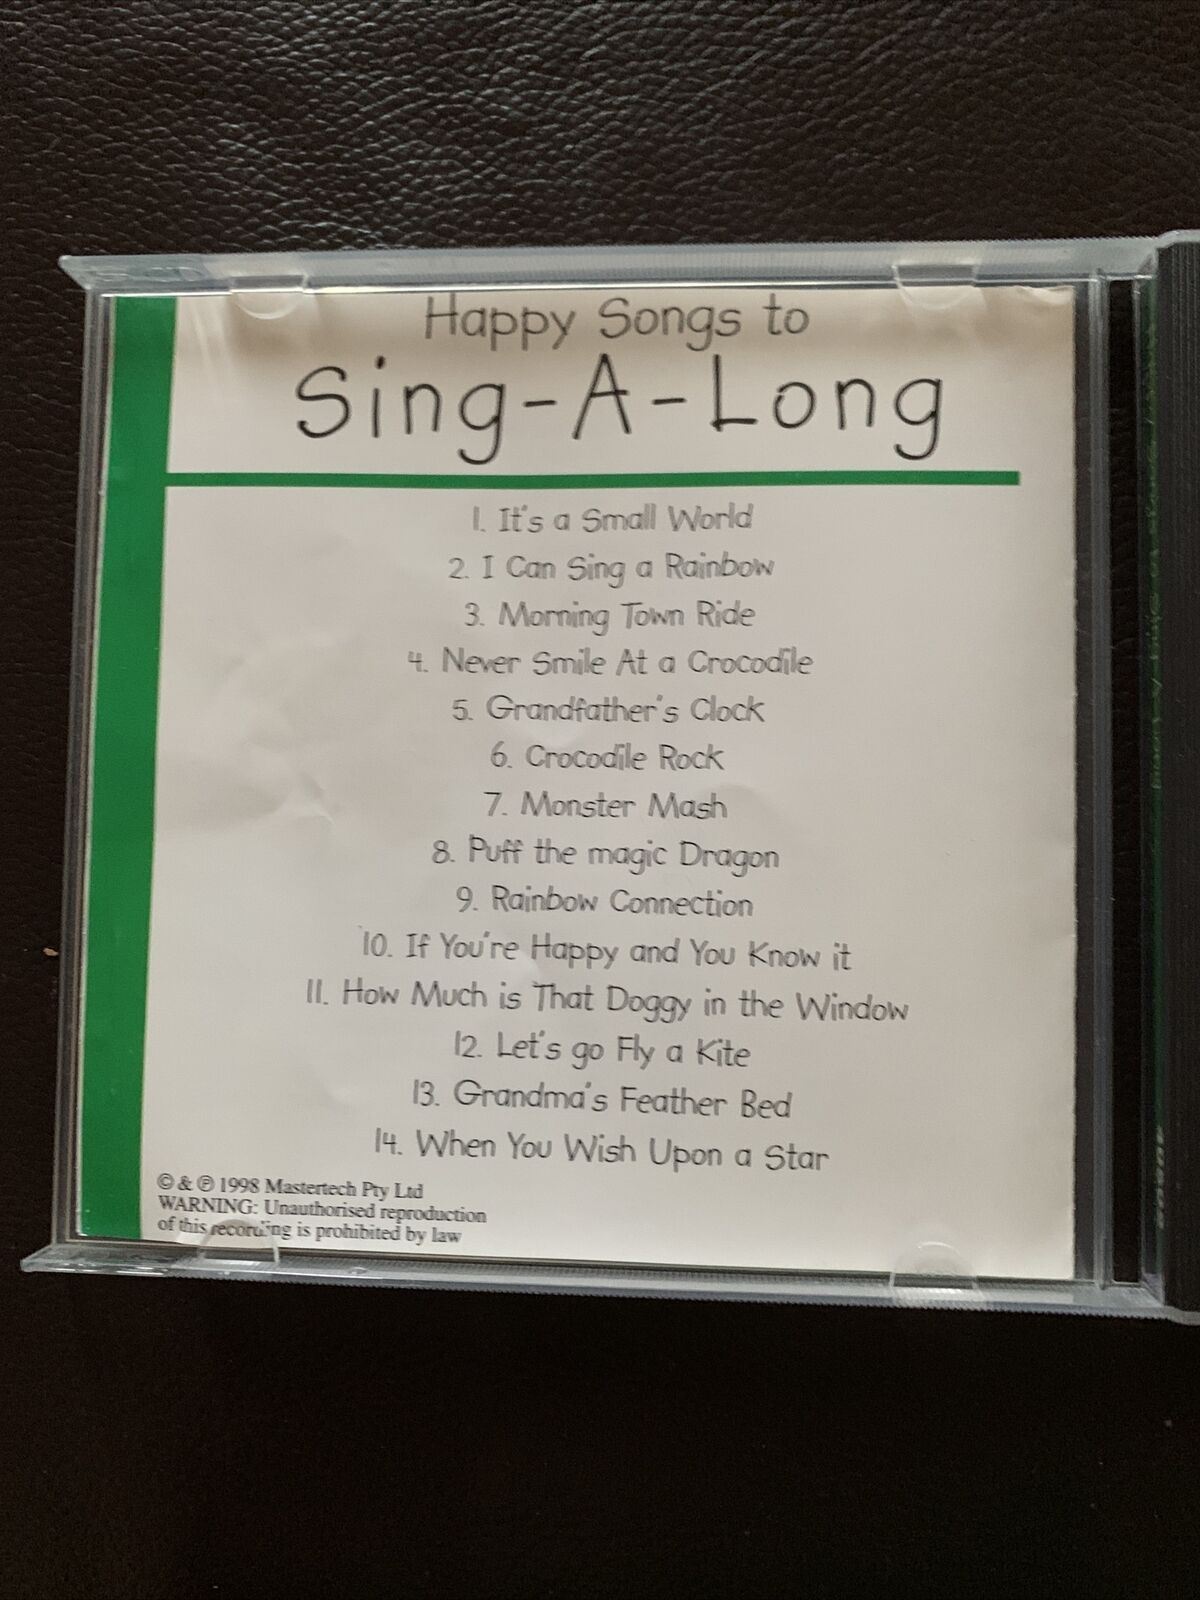 Happy Songs to
Sing-A-Long
1. It's a Small World
2. I Can Sing a Rainbow
3. Morning Town Ride
4. Never Smile At a Crocodile
5. Grandfather's Clock
6. Crocodile Rock
7. Monster Mash
8. Puff the magic Dragon
9. Rainbow Connection
10. If You're Happy and You Know it
11. How Much is That Doggy in the Window
12. Let's go Fly a Kite
13. Grandma's Feather Bed
14. When You Wish Upon a Star
© & ℗ 1998 Mastertech Pty Ltd
WARNING: Unauthorised reproduction
of this recording is prohibited by law